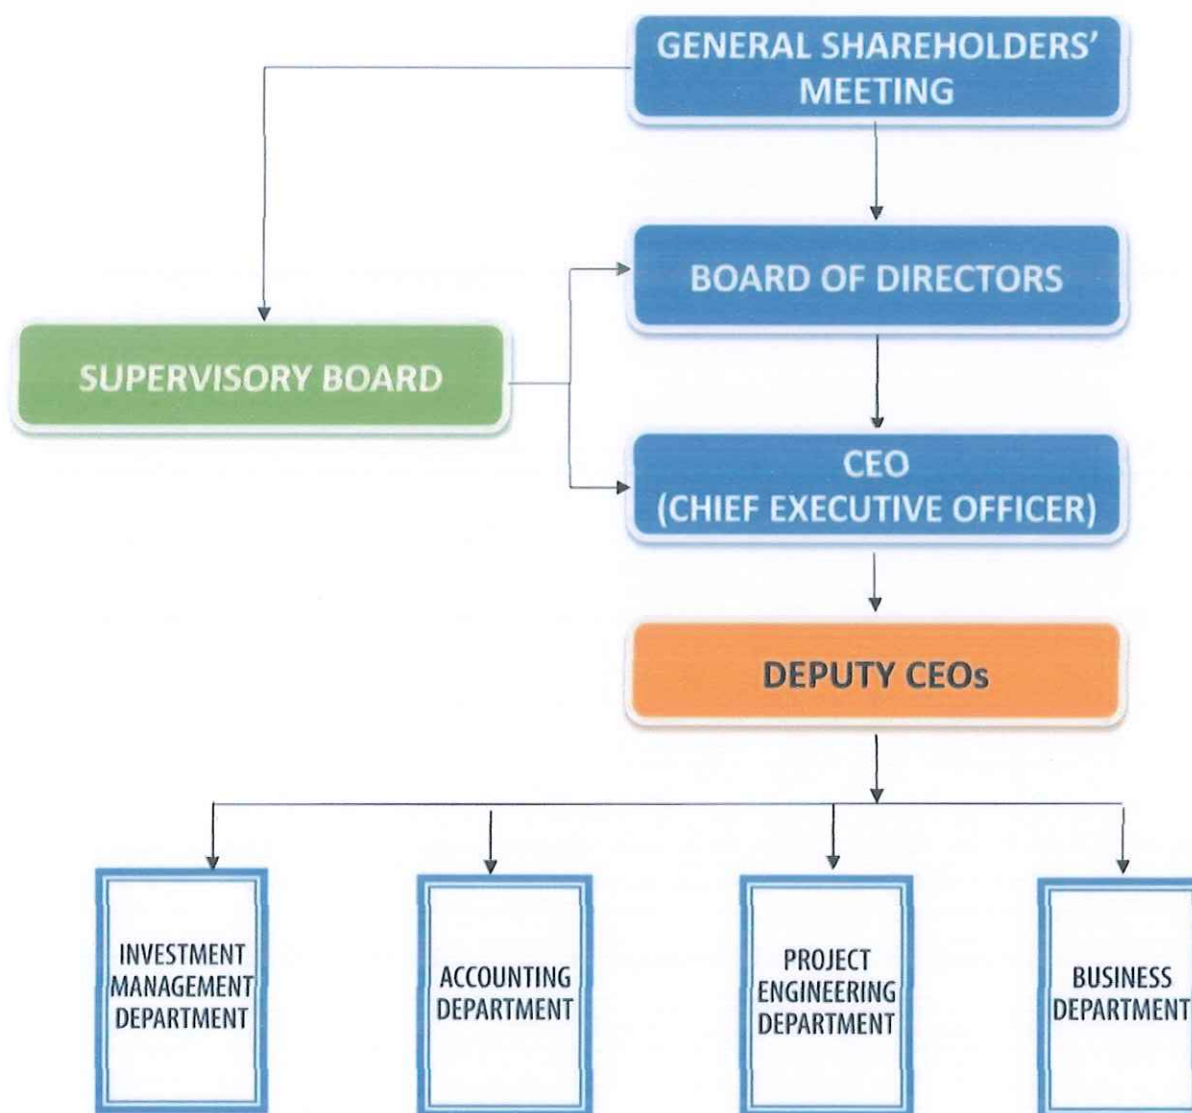 GENERAL SHAREHOLDERS'
MEETING
BOARD OF DIRECTORS
SUPERVISORY BOARD
CEO
(CHIEF EXECUTIVE OFFICER)
DEPUTY CEOs
INVESTMENT
MANAGEMENT
DEPARTMENT
ACCOUNTING
DEPARTMENT
PROJECT
ENGINEERING
DEPARTMENT
BUSINESS
DEPARTMENT